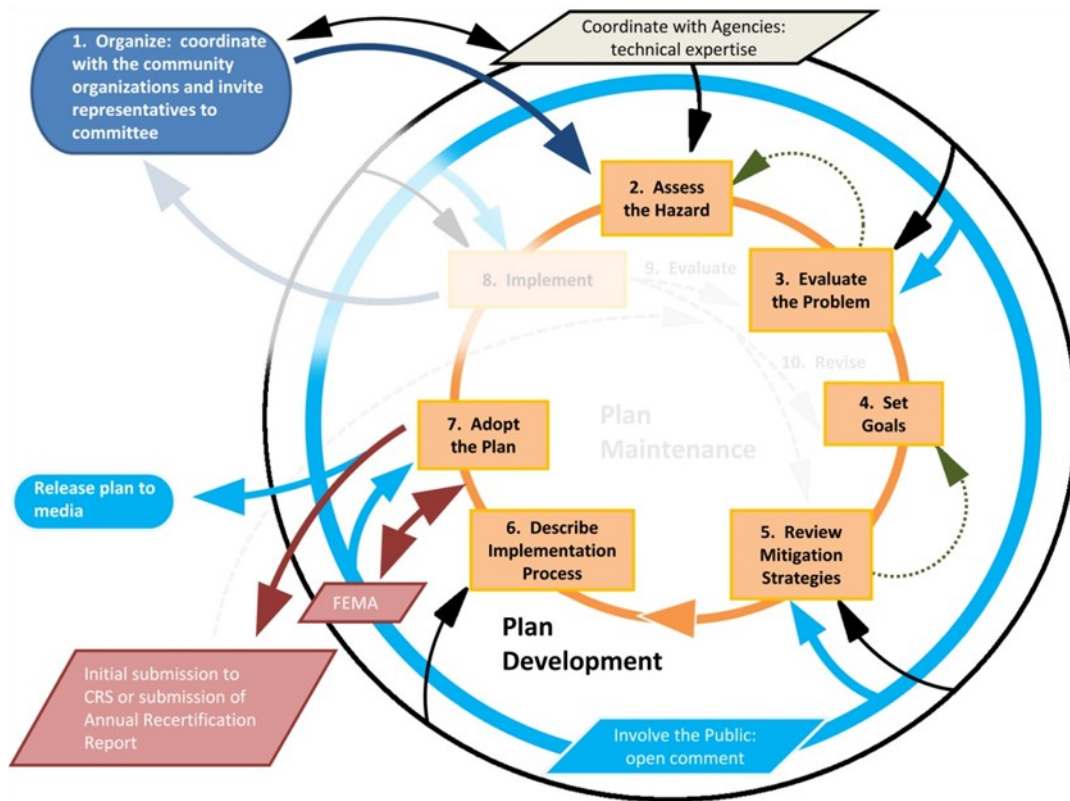 Coordinate with Agencies:
technical expertise
1. Organize: coordinate
with the community
organizations and invite
representatives to
committee
2. Assess
the Hazard
3. Evaluate
the Problem
4. Set
Goals
5. Review
Mitigation
Strategies
6. Describe
Implementation
Process
7. Adopt
the Plan
8. Implement
9. Evaluate
10. Revise
Plan
Maintenance
Plan
Development
Release plan to
media
FEMA
Initial submission to
CRS or submission of
Annual Recertification
Report
Involve the Public:
open comment